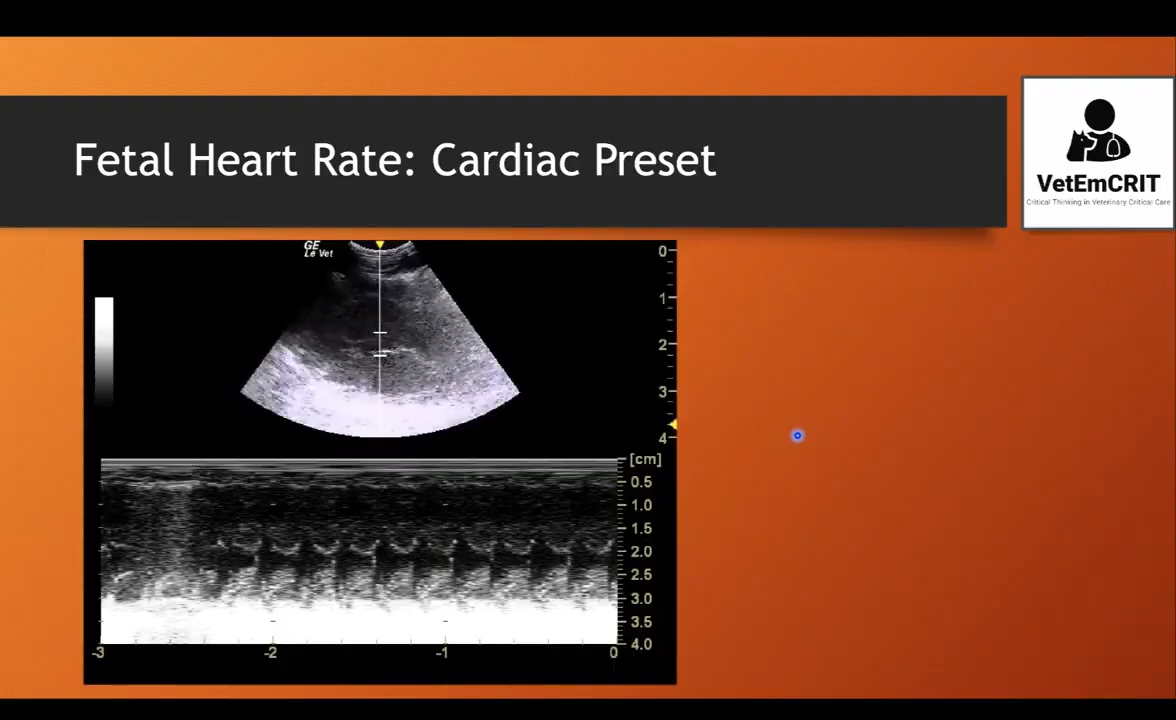 Fetal Heart Rate: Cardiac Preset
VetEmCRIT
Critical Thinking in Veterinary Critical Care
GE
Le Vet
0
1
2
3
4
[cm]
0.5
1.0
1.5
2.0
2.5
3.0
3.5
4.0
-3 -2 -1 0